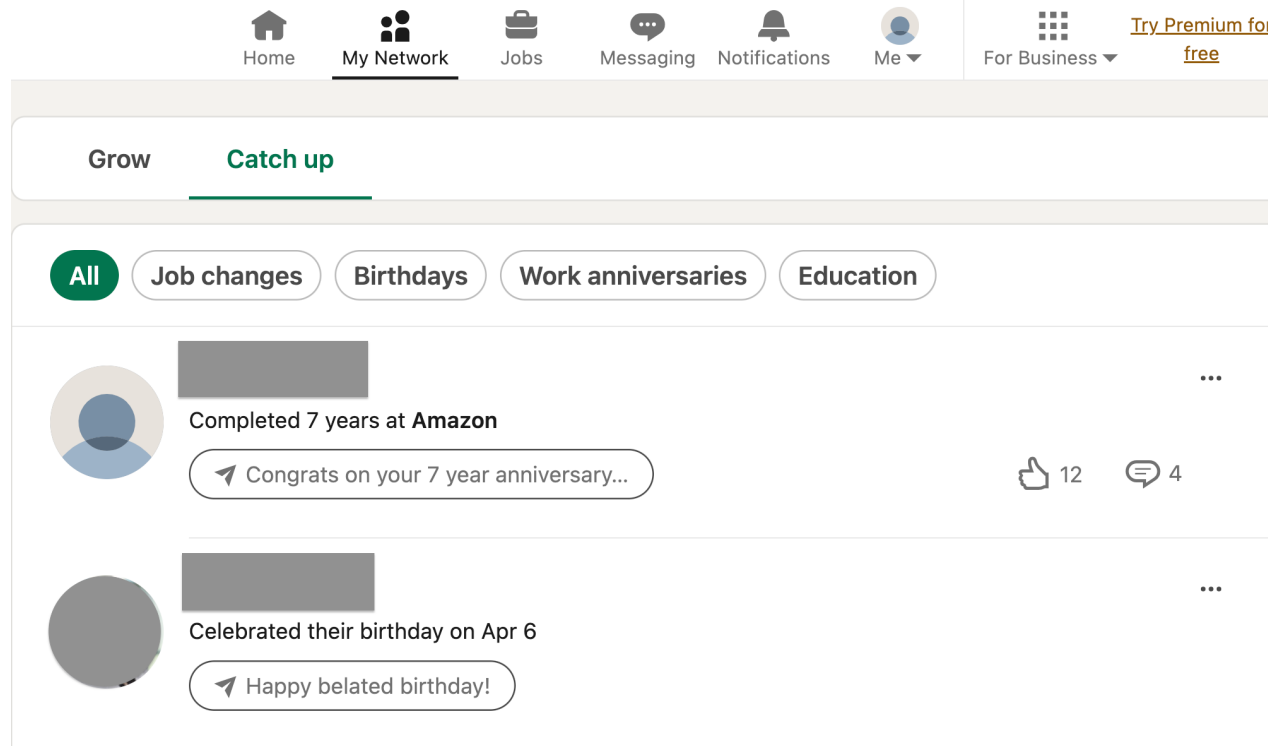 Home
My Network
Jobs
Messaging
Notifications
Me
For Business
Try Premium for
free
Grow
Catch up
All
Job changes
Birthdays
Work anniversaries
Education
Completed 7 years at Amazon
Congrats on your 7 year anniversary...
12
4
Celebrated their birthday on Apr 6
Happy belated birthday!